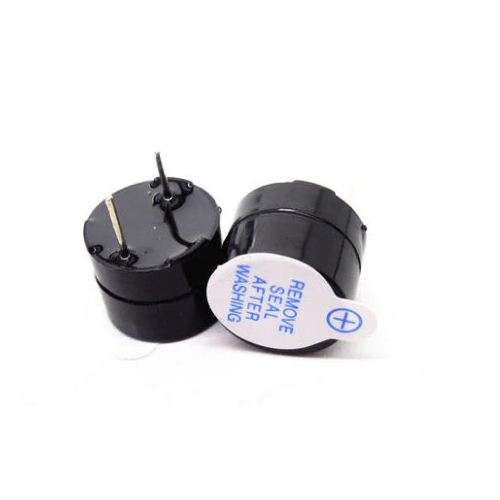 REMOVE
SEAL
AFTER
WASHING
+